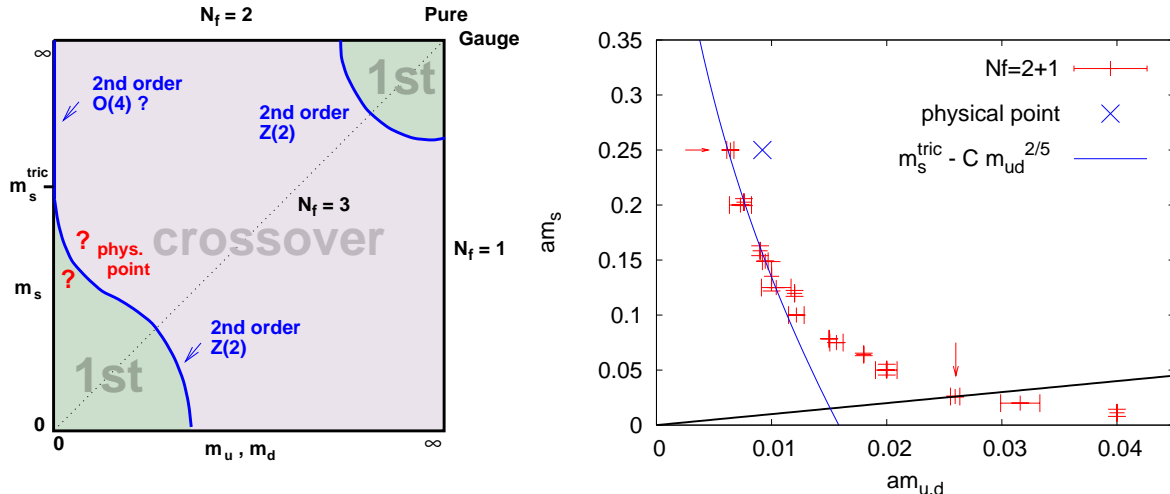 N_f = 2
Pure
Gauge
∞
1st
2nd order
O(4) ?
2nd order
Z(2)
m_s^tric
N_f = 3
? phys.
crossover
N_f = 1
point
?
m_s
2nd order
Z(2)
1st
0
0
m_u , m_d
∞
0.35
0.3
0.25
0.2
0.15
0.1
0.05
0
am_s
Nf=2+1
physical point
m_s^tric - C m_ud^2/5
0
0.01
0.02
0.03
0.04
am_u,d